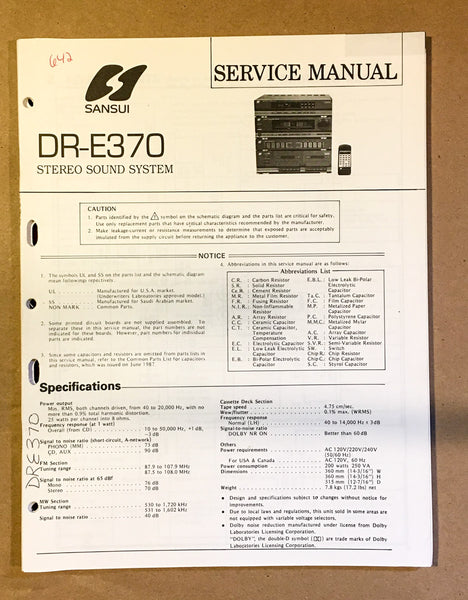 642
SERVICE MANUAL
SANSUI
DR-E370
STEREO SOUND SYSTEM
CAUTION
1. Parts identified by the ⚠ symbol on the schematic diagram and the parts list are critical for safety.
Use only replacement parts that have critical characteristics recommended by the manufacturer.
2. Make leakage-current or resistance measurements to determine that exposed parts are acceptably
insulated from the supply circuit before returning the appliance to the customer.
NOTICE
1. The symbols UL and SS on the parts list and the schematic diagram
mean followings repectively.
UL Manufactured for U.S.A. market.
(Underwriters Laboratories approved model.)
SS Manufactured for Saudi Arabian market.
NON MARK Common Parts.
2. Some printed circuit boards are not supplied assembled. To
separate these in this service manual, the part numbers are not
indicated for them. However, part numbers for individual parts
on these boards are indicated.
3. Since some capacitors and resistors are omitted from parts lists in
this service manual, refer to the Common Parts List for capacitors
and resistors, which was issued on June 1987.
4. Abbreviations in this service manual are as follows:
Abbreviations List
C.R. : Carbon Resistor
S.R. : Solid Resistor
Ce.R. : Cement Resistor
M.R. : Metal Film Resistor
F.R. : Fusing Resistor
N.I.R. : Non-Inflammable Resistor
A.R. : Array Resistor
C.C. : Ceramic Capacitor
C.T. : Ceramic Capacitor, Temperature Compensation
E.C. : Electrolytic Capacitor
E.L. : Low Leak Electrolytic Capacitor
E.B. : Bi-Polar Electrolytic Capacitor
E.B.L. : Low Leak Bi-Polar Electrolytic Capacitor
Ta.C. : Tantalum Capacitor
F.C. : Film Capacitor
M.P. : Metalized Paper Capacitor
P.C. : Polystyrene Capacitor
M.M.C. : Metalized Mylar Capacitor
A.C. : Array Capacitor
V.R. : Variable Resistor
S.V.R. : Semi-Variable Resistor
SW. : Switch
Chip R. : Chip Resistor
Chip C. : Chip Capacitor
S.C. : Styrol Capacitor
Specifications
Power output
Min. RMS, both channels driven, from 40 to 20,000 Hz, with no
more than 0.9% total harmonic distortion.
25 watts per channel into 8 ohms.
Frequency response (at 1 watt)
Overall (from CD) 10 to 50,000 Hz, +1 dB,
-3 dB
Signal to noise ratio (short-circuit, A-network)
PHONO (MM) 75 dB
CD, AUX 90 dB
FM Section
Tuning range 87.9 to 107.9 MHz
87.5 to 108.0 MHz
Signal to noise ratio at 65 dBf
Mono 76 dB
Stereo 70 dB
MW Section
Tuning range 530 to 1,720 kHz
531 to 1,602 kHz
Signal to noise ratio 40 dB
Cassette Deck Section
Tape speed 4.75 cm/sec.
Wow/flutter 0.1% max. (WRMS)
Frequency response
Normal (LH) 40 to 14,000 Hz ± 3dB
Signal-to-noise ratio
DOLBY NR ON Better than 60 dB
Others
Power requirements AC 120V/220V/240V
(50/60 Hz)
For USA & Canada AC 120V, 60 Hz
Power consumption 200 watts 250 VA
Dimensions 360 mm (14-3/16") W
360 mm (14-3/16") H
315 mm (12-7/16") D
Weight 7.8 kgs (17.2 lbs) net
• Design and specifications subject to changes without notice for
improvements.
• Due to local laws and regulations, this unit sold in some areas are
not equipped with variable voltage selectors.
• Dolby noise reduction manufactured under license from Dolby
Laboratories Licensing Corporation.
"DOLBY", the double-D symbol (DD) are trade marks of Dolby
Laboratories Licensing Corporation.
DRE370